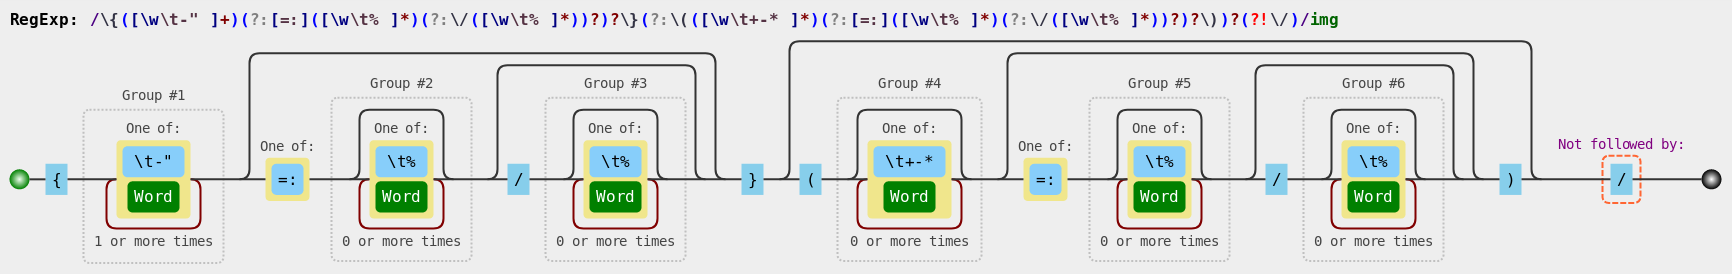 RegExp: /\{([\w\t-" ]+)(?:[=:]([\w\t% ]*)(?:\/([\w\t% ]*))?)?\}(?:\(([\w\t+-* ]*)(?:[=:]([\w\t% ]*)(?:\/([\w\t% ]*))?)?\))?(?!\/)/img
Group #1
Group #2
Group #3
Group #4
Group #5
Group #6
One of:
One of:
One of:
One of:
One of:
One of:
One of:
One of:
Not followed by:
{
\t-"
Word
=:
\t%
Word
/
\t%
Word
}
(
\t+-*
Word
=:
\t%
Word
/
\t%
Word
)
/
1 or more times
0 or more times
0 or more times
0 or more times
0 or more times
0 or more times